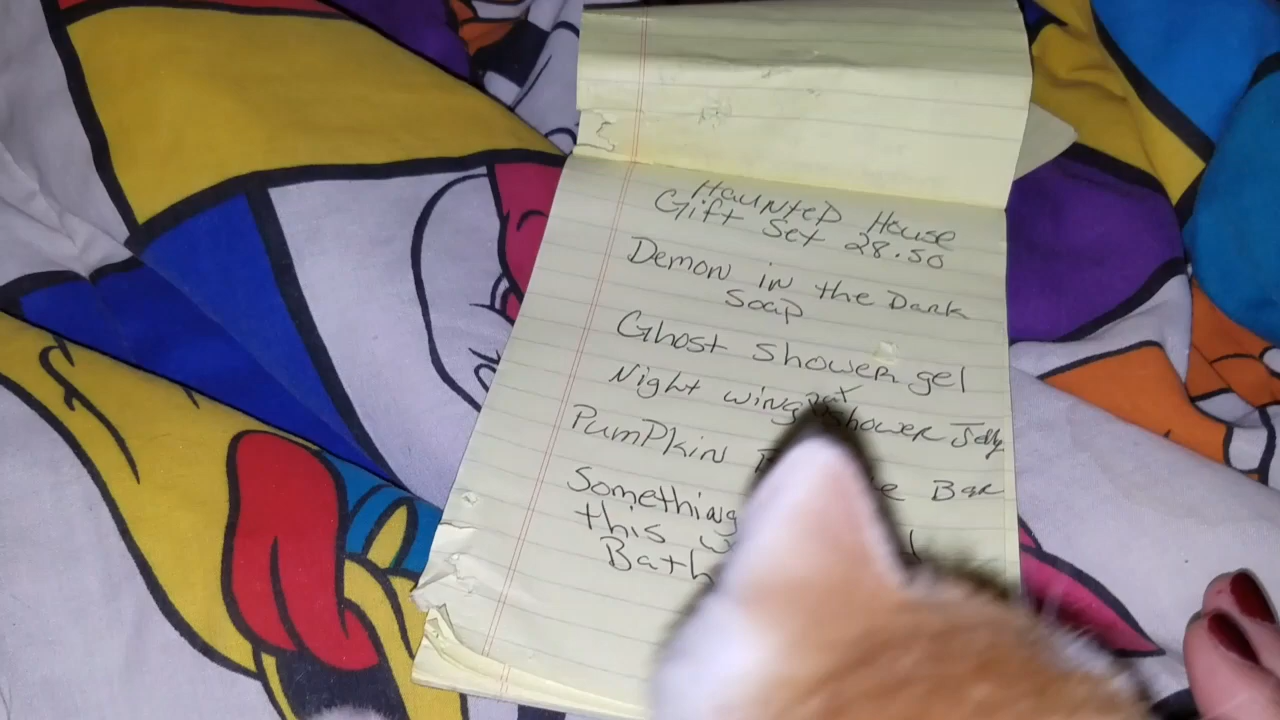 Haunted House
Gift Set 28.50
Demon in the Dark
Soap
Ghost shower gel
Night wing shower Jelly
Pumpkin Bar
Something
this
Bath